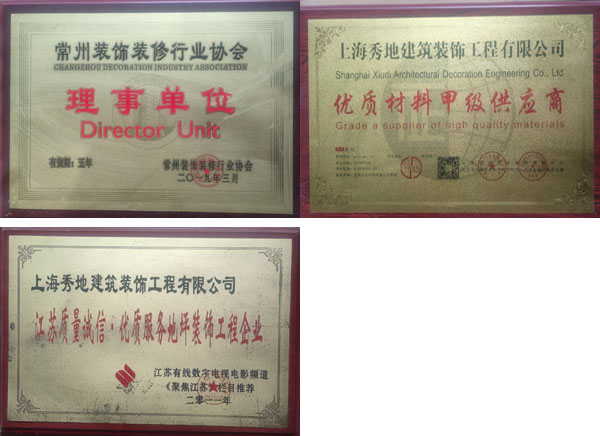 常州装饰装修行业协会
CHANGZHOU DECORATION INDUSTRY ASSOCIATION
理事单位
Director Unit
有效期：五年
常州装饰装修行业协会
二〇一九年三月
上海秀地建筑装饰工程有限公司
Shanghai Xiudi Architectural Decoration Engineering Co., Ltd
优质材料甲级供应商
Grade a supplier of high quality materials
上海秀地建筑装饰工程有限公司
江苏质量诚信·优质服务地坪装饰工程企业
江苏有线数字电视电影频道
《聚焦江苏》栏目推荐
二零一一年